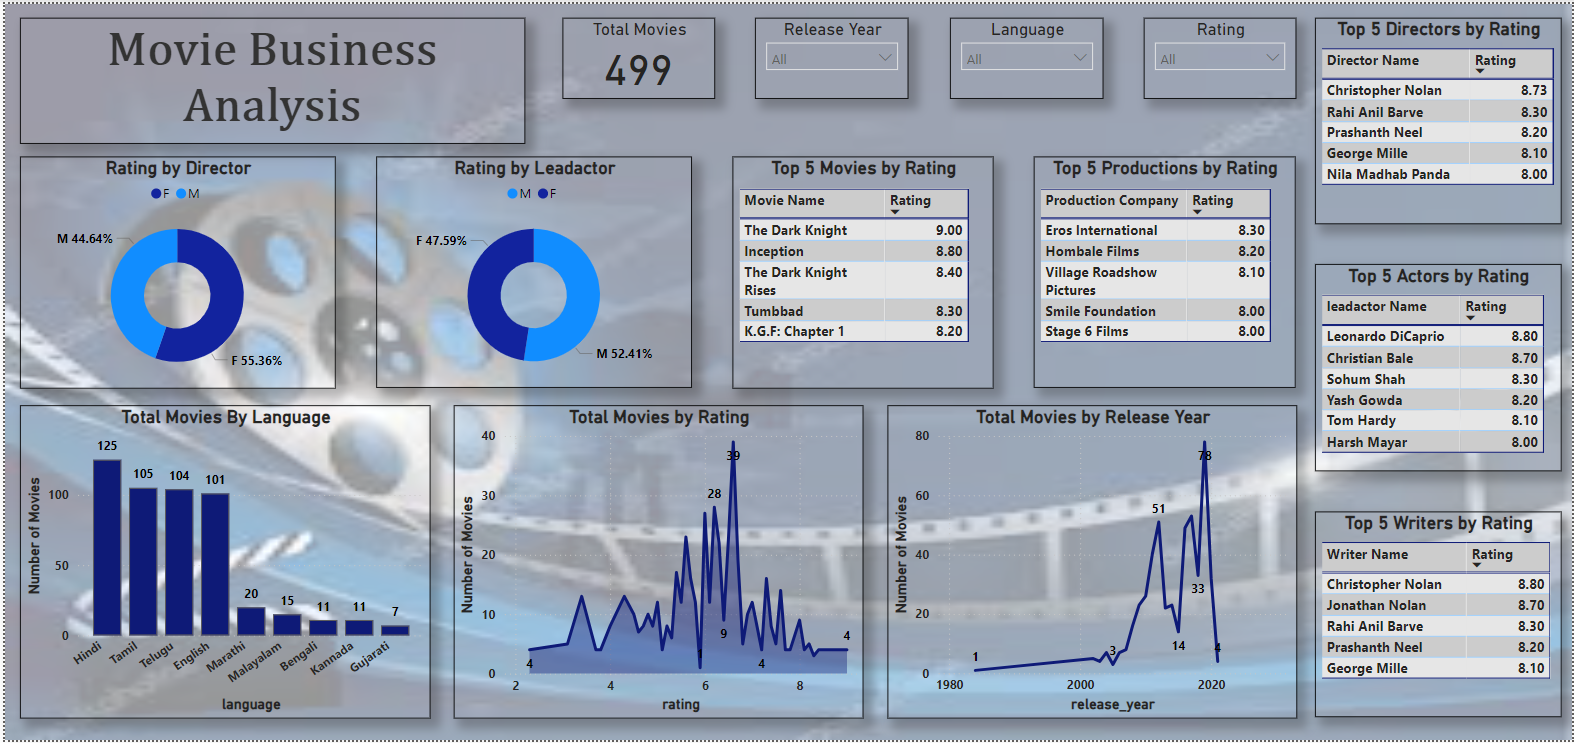 Movie Business
Analysis
Total Movies
499
Release Year
All
Language
All
Rating
All
Top 5 Directors by Rating
Director Name Rating
Christopher Nolan 8.73
Rahi Anil Barve 8.30
Prashanth Neel 8.20
George Mille 8.10
Nila Madhab Panda 8.00
Rating by Director
F M
M 44.64%
F 55.36%
Rating by Leadactor
M F
F 47.59%
M 52.41%
Top 5 Movies by Rating
Movie Name Rating
The Dark Knight 9.00
Inception 8.80
The Dark Knight 8.40
Rises
Tumbbad 8.30
K.G.F: Chapter 1 8.20
Top 5 Productions by Rating
Production Company Rating
Eros International 8.30
Hombale Films 8.20
Village Roadshow 8.10
Pictures
Smile Foundation 8.00
Stage 6 Films 8.00
Top 5 Actors by Rating
leadactor Name Rating
Leonardo DiCaprio 8.80
Christian Bale 8.70
Sohum Shah 8.30
Yash Gowda 8.20
Tom Hardy 8.10
Harsh Mayar 8.00
Total Movies By Language
Number of Movies
100
50
0
125
105
104
101
20
15
11
11
7
Hindi
Tamil
Telugu
English
Marathi
Malayalam
Bengali
Kannada
Gujarati
language
Total Movies by Rating
Number of Movies
40
30
20
10
0
4
1
28
9
39
4
4
2 4 6 8
rating
Total Movies by Release Year
Number of Movies
80
60
40
20
0
1
3
51
14
33
78
4
1980 2000 2020
release_year
Top 5 Writers by Rating
Writer Name Rating
Christopher Nolan 8.80
Jonathan Nolan 8.70
Rahi Anil Barve 8.30
Prashanth Neel 8.20
George Mille 8.10